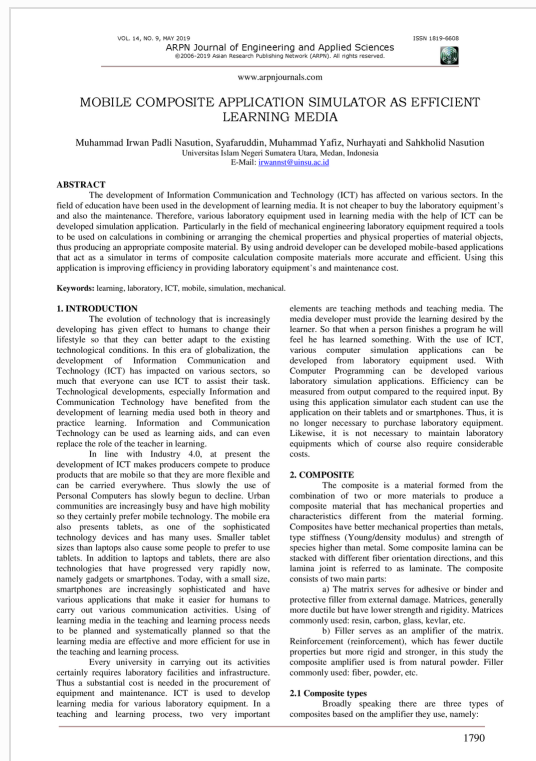 VOL. 14, NO. 9, MAY 2019
ISSN 1819-6608
ARPN Journal of Engineering and Applied Sciences
©2006-2019 Asian Research Publishing Network (ARPN). All rights reserved.
www.arpnjournals.com
MOBILE COMPOSITE APPLICATION SIMULATOR AS EFFICIENT
LEARNING MEDIA
Muhammad Irwan Padli Nasution, Syafaruddin, Muhammad Yafiz, Nurhayati and Sahkholid Nasution
Universitas Islam Negeri Sumatera Utara, Medan, Indonesia
E-Mail: irwannst@uinsu.ac.id
ABSTRACT
The development of Information Communication and Technology (ICT) has affected on various sectors. In the
field of education have been used in the development of learning media. It is not cheaper to buy the laboratory equipment's
and also the maintenance. Therefore, various laboratory equipment used in learning media with the help of ICT can be
developed simulation application. Particularly in the field of mechanical engineering laboratory equipment required a tools
to be used on calculations in combining or arranging the chemical properties and physical properties of material objects,
thus producing an appropriate composite material. By using android developer can be developed mobile-based applications
that act as a simulator in terms of composite calculation composite materials more accurate and efficient. Using this
application is improving efficiency in providing laboratory equipment's and maintenance cost.
Keywords: learning, laboratory, ICT, mobile, simulation, mechanical.
1. INTRODUCTION
The evolution of technology that is increasingly
developing has given effect to humans to change their
lifestyle so that they can better adapt to the existing
technological conditions. In this era of globalization, the
development of Information Communication and
Technology (ICT) has impacted on various sectors, so
much that everyone can use ICT to assist their task.
Technological developments, especially Information and
Communication Technology have benefited from the
development of learning media used both in theory and
practice learning. Information and Communication
Technology can be used as learning aids, and can even
replace the role of the teacher in learning.
In line with Industry 4.0, at present the
development of ICT makes producers compete to produce
products that are mobile so that they are more flexible and
can be carried everywhere. Thus slowly the use of
Personal Computers has slowly begun to decline. Urban
communities are increasingly busy and have high mobility
so they certainly prefer mobile technology. The mobile era
also presents tablets, as one of the sophisticated
technology devices and has many uses. Smaller tablet
sizes than laptops also cause some people to prefer to use
tablets. In addition to laptops and tablets, there are also
technologies that have progressed very rapidly now,
namely gadgets or smartphones. Today, with a small size,
smartphones are increasingly sophisticated and have
various applications that make it easier for humans to
carry out various communication activities. Using of
learning media in the teaching and learning process needs
to be planned and systematically planned so that the
learning media are effective and more efficient for use in
the teaching and learning process.
Every university in carrying out its activities
certainly requires laboratory facilities and infrastructure.
Thus a substantial cost is needed in the procurement of
equipment and maintenance. ICT is used to develop
learning media for various laboratory equipment. In a
teaching and learning process, two very important
elements are teaching methods and teaching media. The
media developer must provide the learning desired by the
learner. So that when a person finishes a program he will
feel he has learned something. With the use of ICT,
various computer simulation applications can be
developed from laboratory equipment used. With
Computer Programming can be developed various
laboratory simulation applications. Efficiency can be
measured from output compared to the required input. By
using this application simulator each student can use the
application on their tablets and or smartphones. Thus, it is
no longer necessary to purchase laboratory equipment.
Likewise, it is not necessary to maintain laboratory
equipments which of course also require considerable
costs.
2. COMPOSITE
The composite is a material formed from the
combination of two or more materials to produce a
composite material that has mechanical properties and
characteristics different from the material forming.
Composites have better mechanical properties than metals,
type stiffness (Young/density modulus) and strength of
species higher than metal. Some composite lamina can be
stacked with different fiber orientation directions, and this
lamina joint is referred to as laminate. The composite
consists of two main parts:
a) The matrix serves for adhesive or binder and
protective filler from external damage. Matrices, generally
more ductile but have lower strength and rigidity. Matrices
commonly used: resin, carbon, glass, kevlar, etc.
b) Filler serves as an amplifier of the matrix.
Reinforcement (reinforcement), which has fewer ductile
properties but more rigid and stronger, in this study the
composite amplifier used is from natural powder. Filler
commonly used: fiber, powder, etc.
2.1 Composite types
Broadly speaking there are three types of
composites based on the amplifier they use, namely:
1790